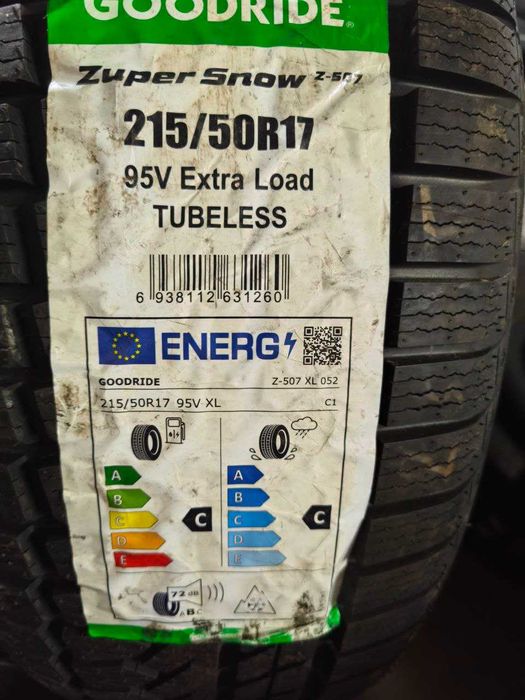 GOODRIDE®
Zuper Snow Z-507
215/50R17
95V Extra Load
TUBELESS
6 938112 631260
ENERG
GOODRIDE Z-507 XL 052
215/50R17 95V XL C1
A A
B B
C C C C
D D
E E
72 dB
ABC